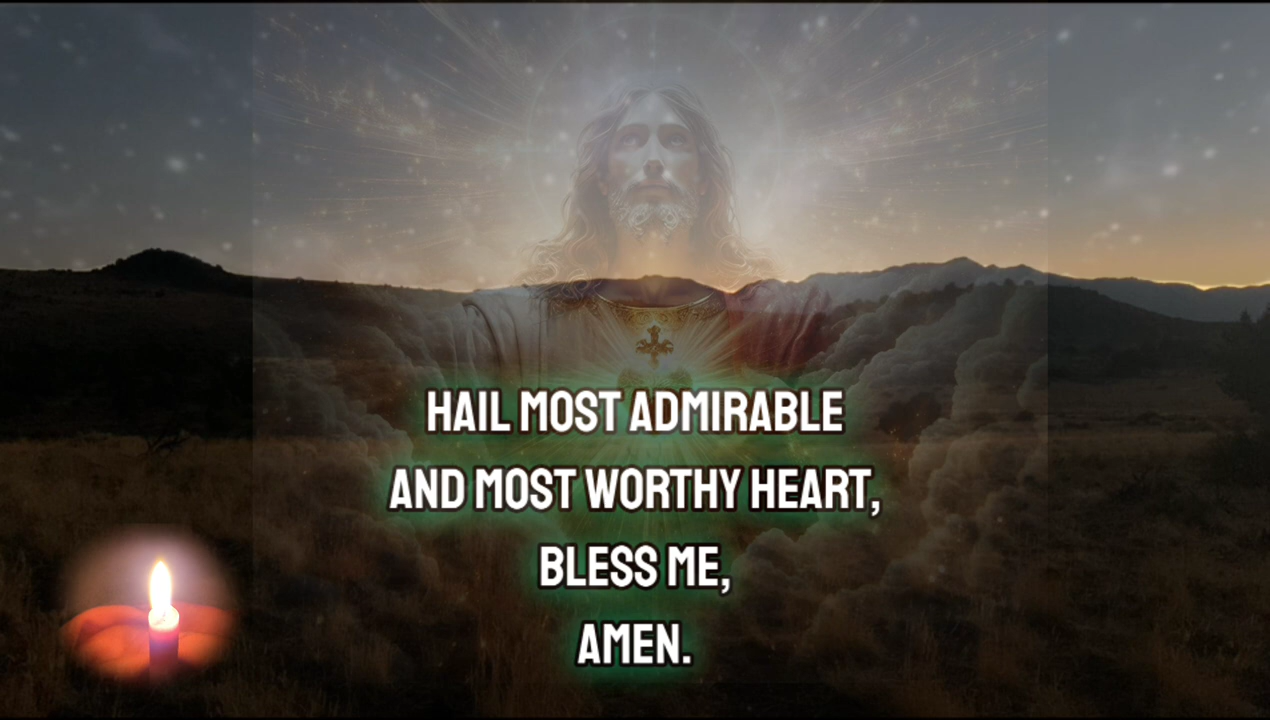 HAIL MOST ADMIRABLE
AND MOST WORTHY HEART,
BLESS ME,
AMEN.